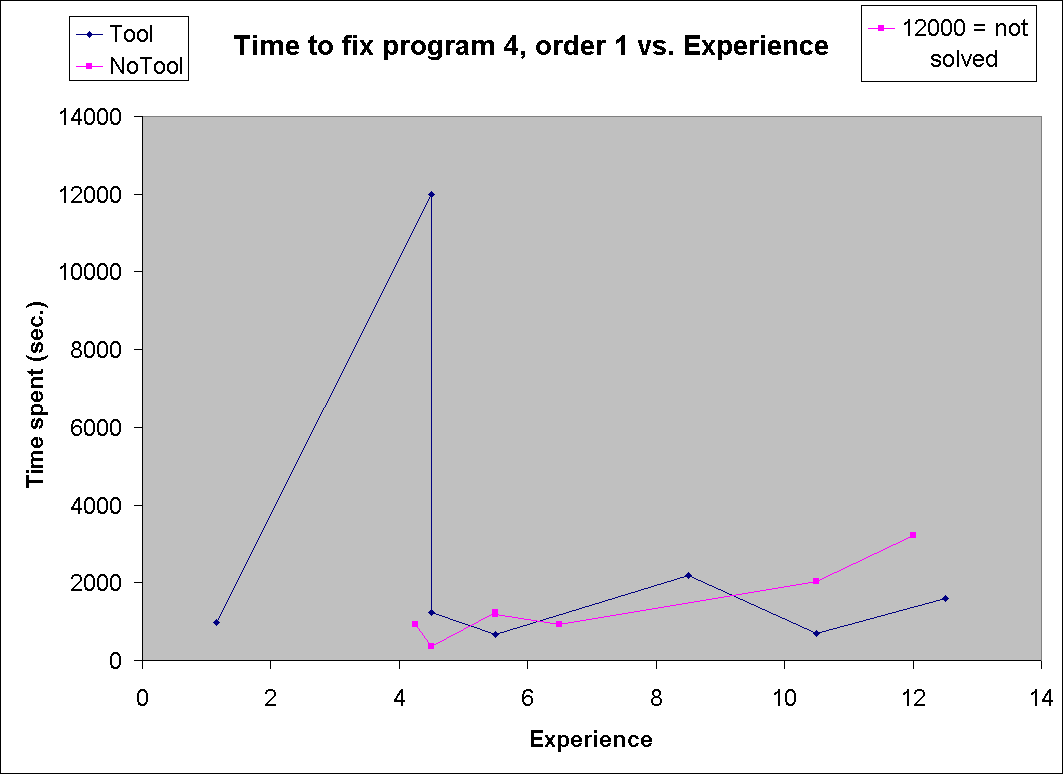 Tool
NoTool
Time to fix program 4, order 1 vs. Experience
12000 = not
solved
14000
12000
10000
8000
6000
4000
2000
0
Time spent (sec.)
0 2 4 6 8 10 12 14
Experience